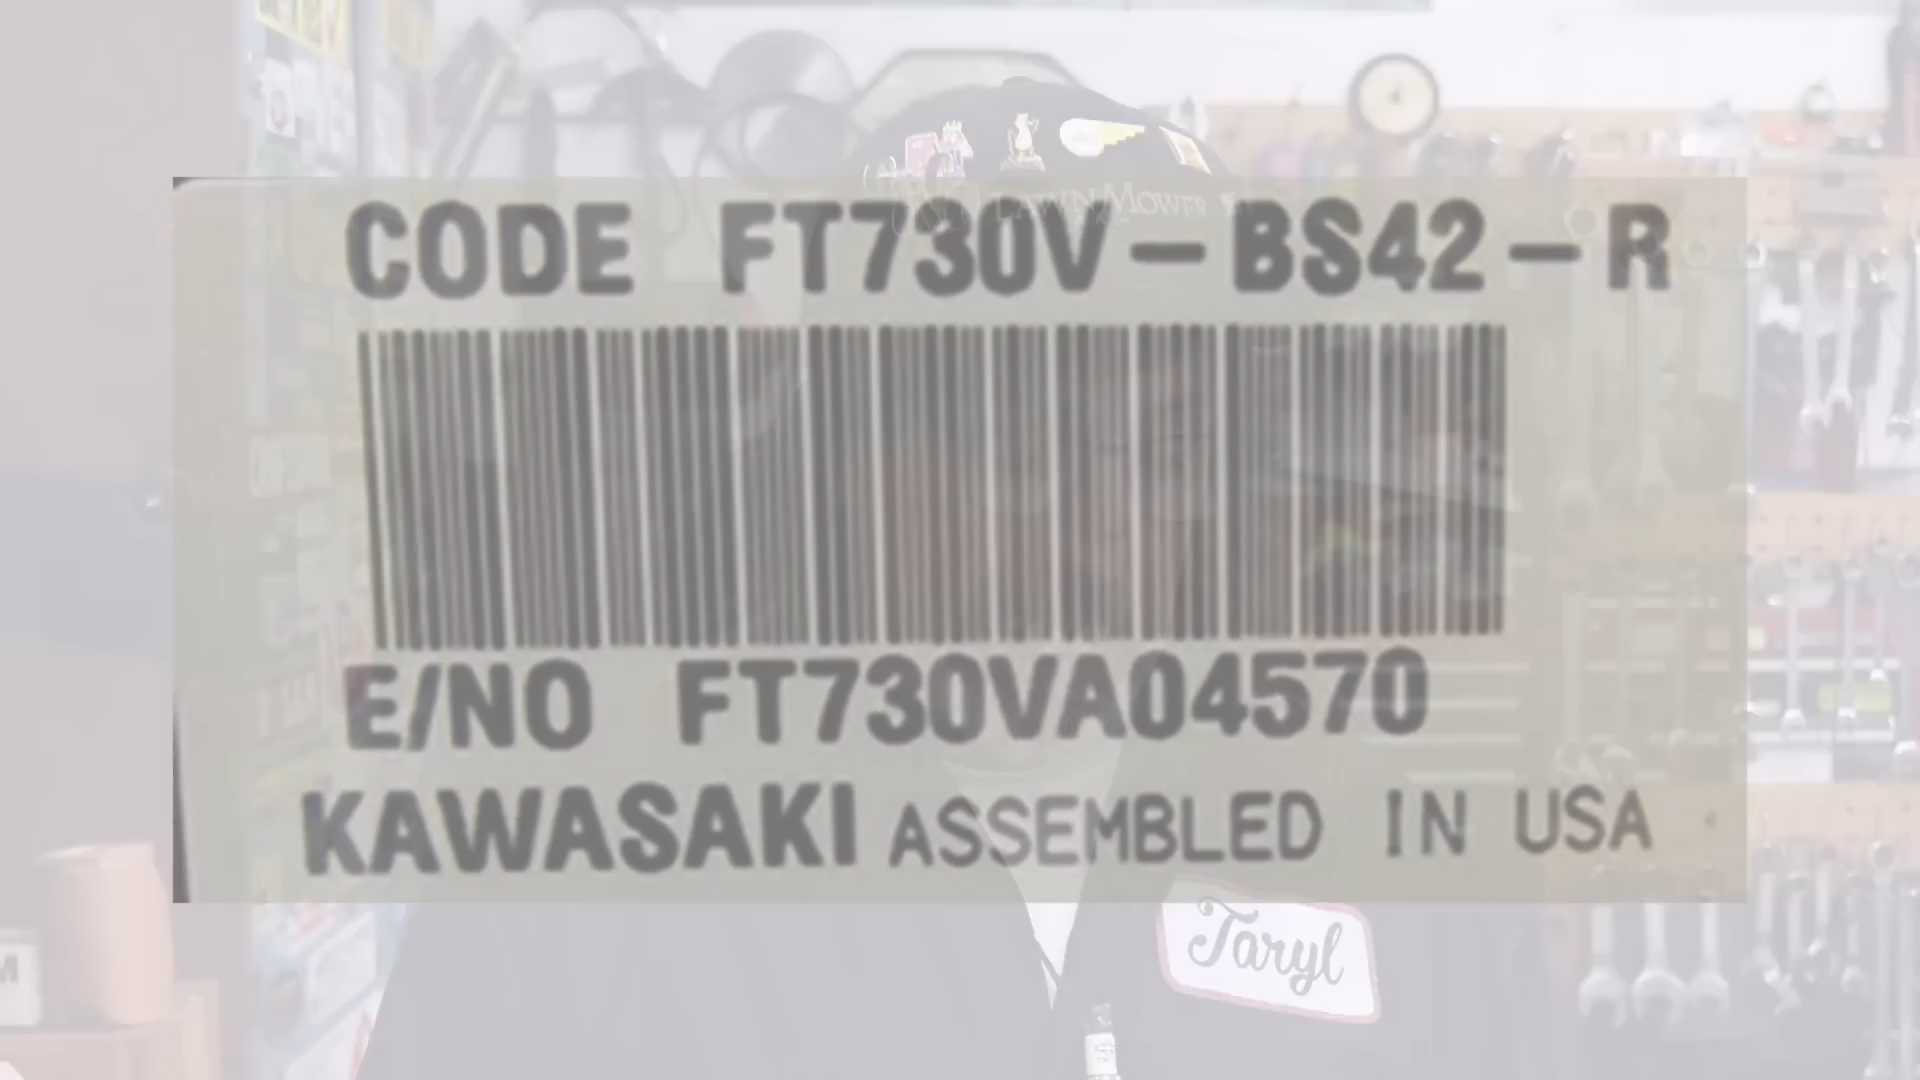 CODE FT730V-BS42-R
E/NO FT730VA04570
KAWASAKI ASSEMBLED IN USA
Taryl